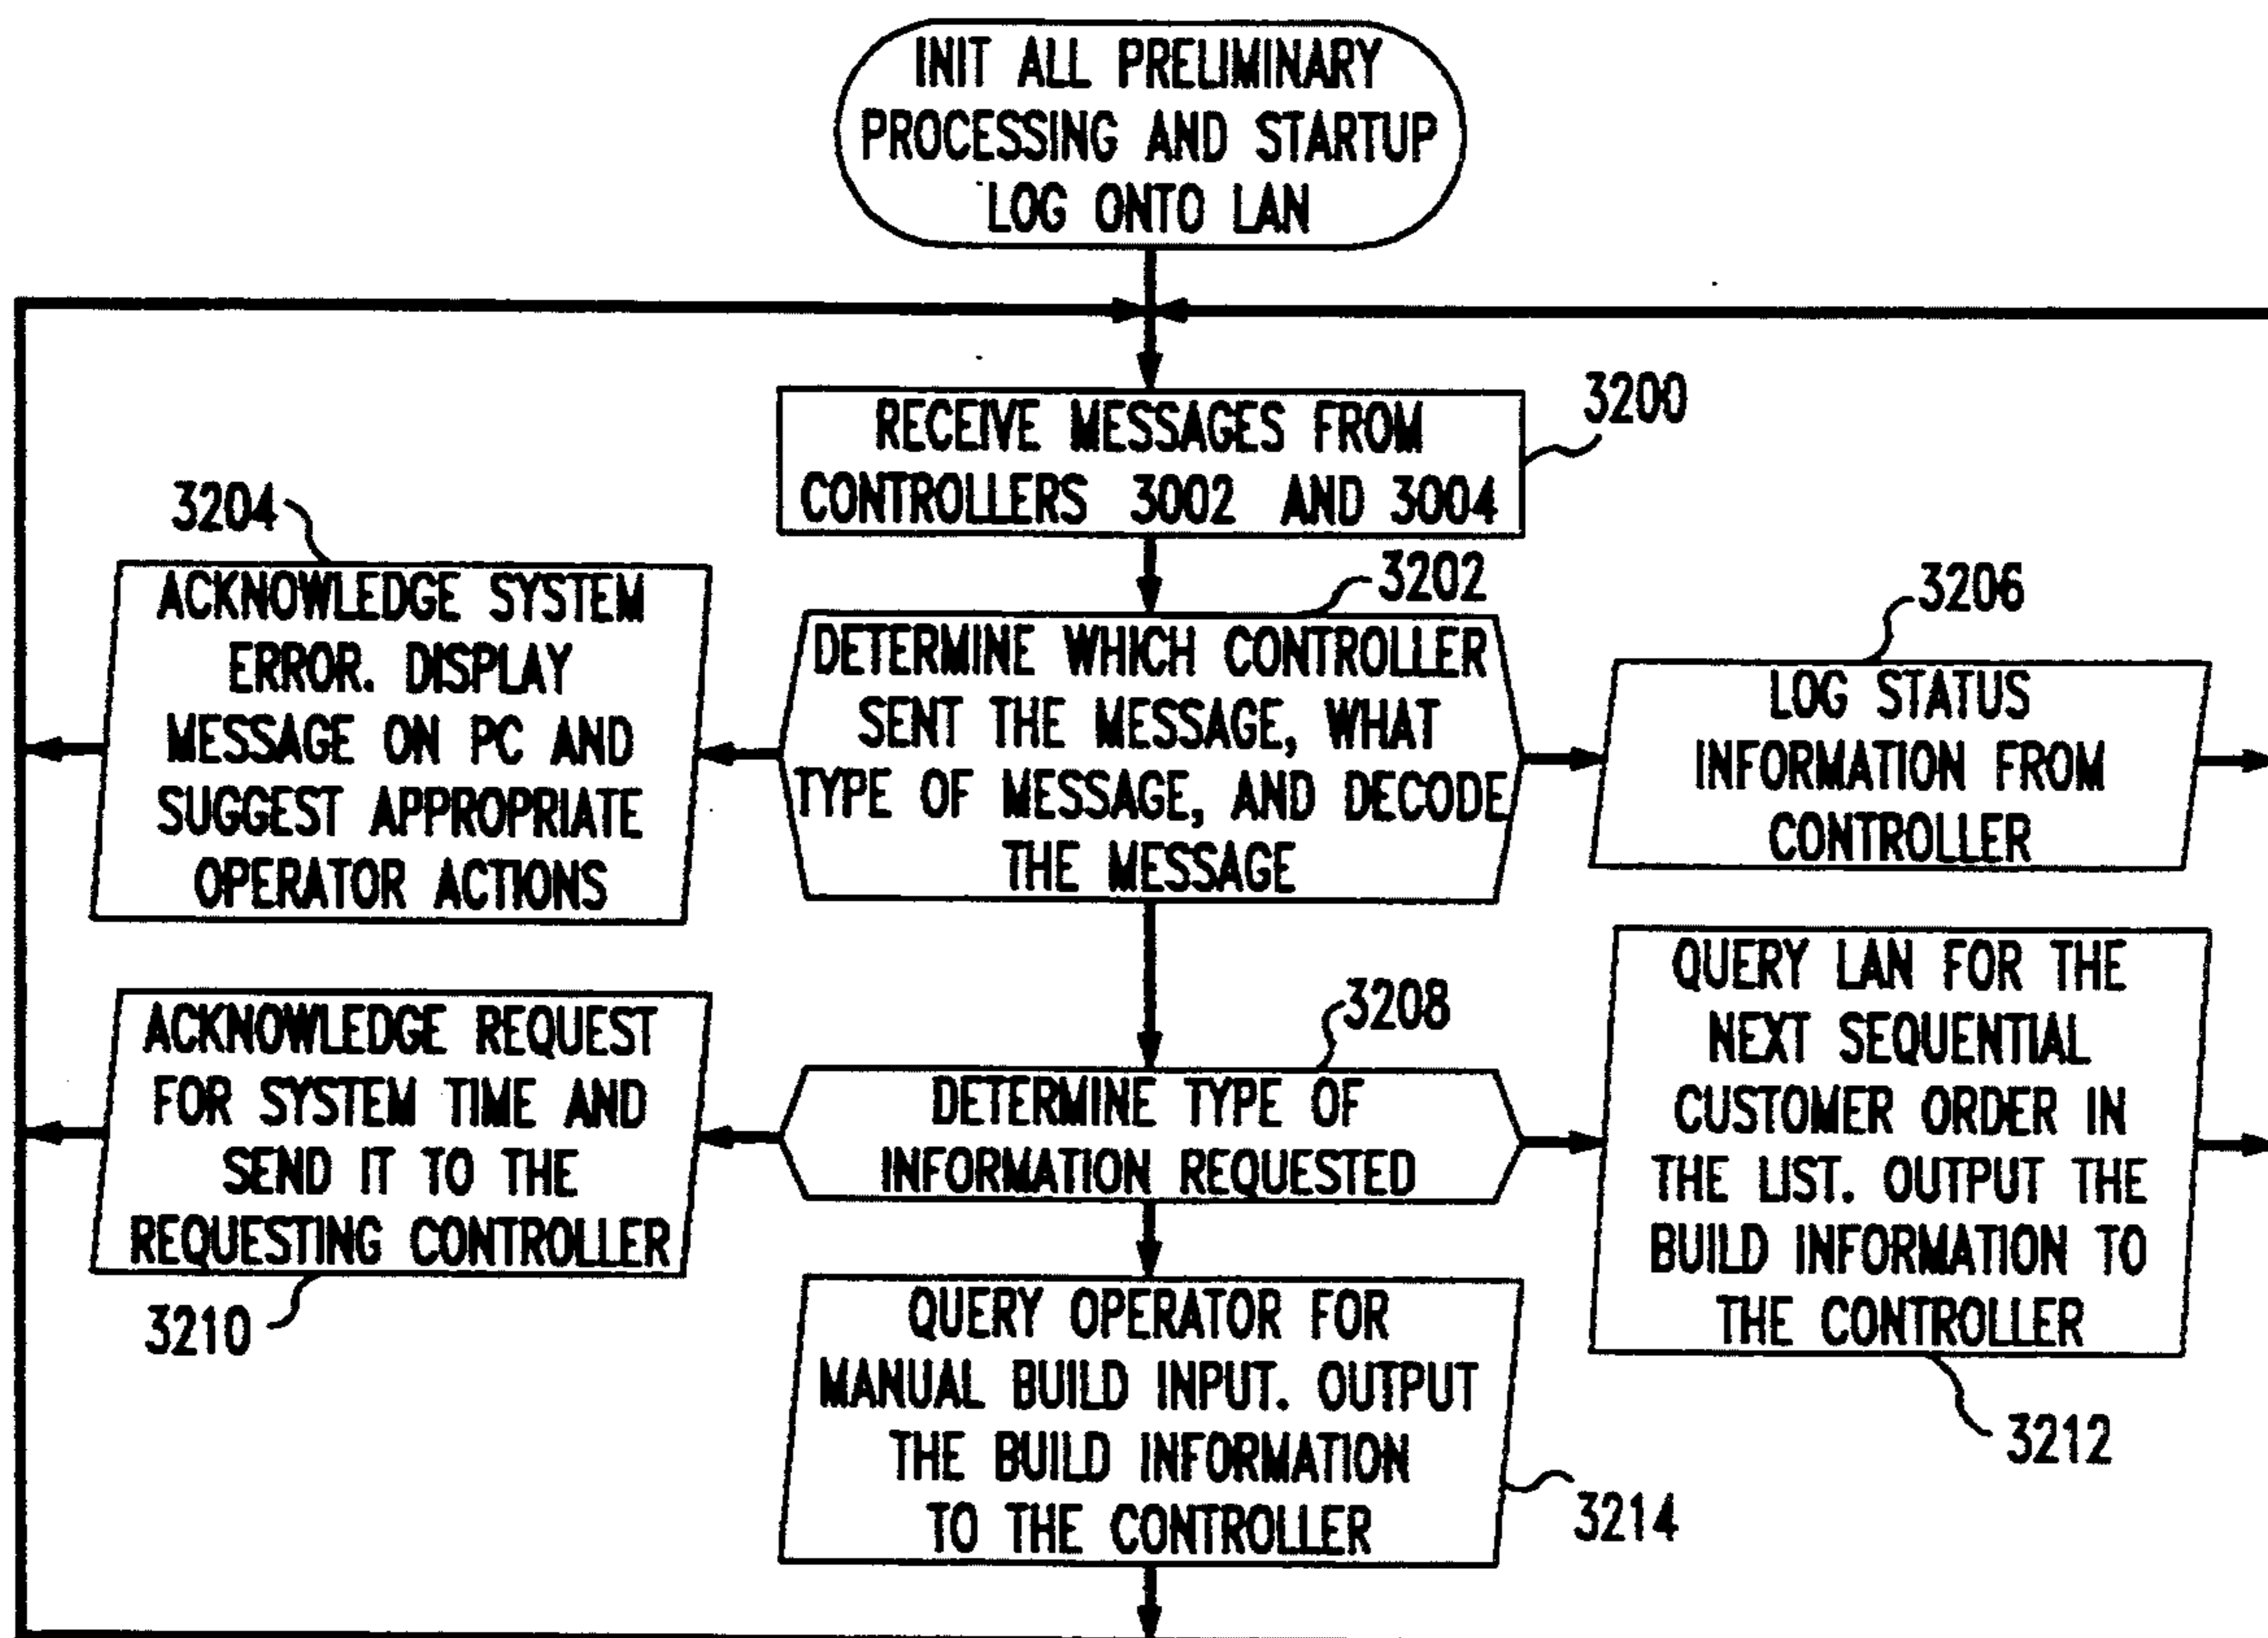 INIT ALL PRELIMINARY
PROCESSING AND STARTUP
LOG ONTO LAN
RECEIVE MESSAGES FROM
CONTROLLERS 3002 AND 3004
3200
3204
ACKNOWLEDGE SYSTEM
ERROR. DISPLAY
MESSAGE ON PC AND
SUGGEST APPROPRIATE
OPERATOR ACTIONS
3202
DETERMINE WHICH CONTROLLER
SENT THE MESSAGE, WHAT
TYPE OF MESSAGE, AND DECODE
THE MESSAGE
3206
LOG STATUS
INFORMATION FROM
CONTROLLER
ACKNOWLEDGE REQUEST
FOR SYSTEM TIME AND
SEND IT TO THE
REQUESTING CONTROLLER
3210
3208
DETERMINE TYPE OF
INFORMATION REQUESTED
QUERY LAN FOR THE
NEXT SEQUENTIAL
CUSTOMER ORDER IN
THE LIST. OUTPUT THE
BUILD INFORMATION TO
THE CONTROLLER
3212
QUERY OPERATOR FOR
MANUAL BUILD INPUT. OUTPUT
THE BUILD INFORMATION
TO THE CONTROLLER
3214